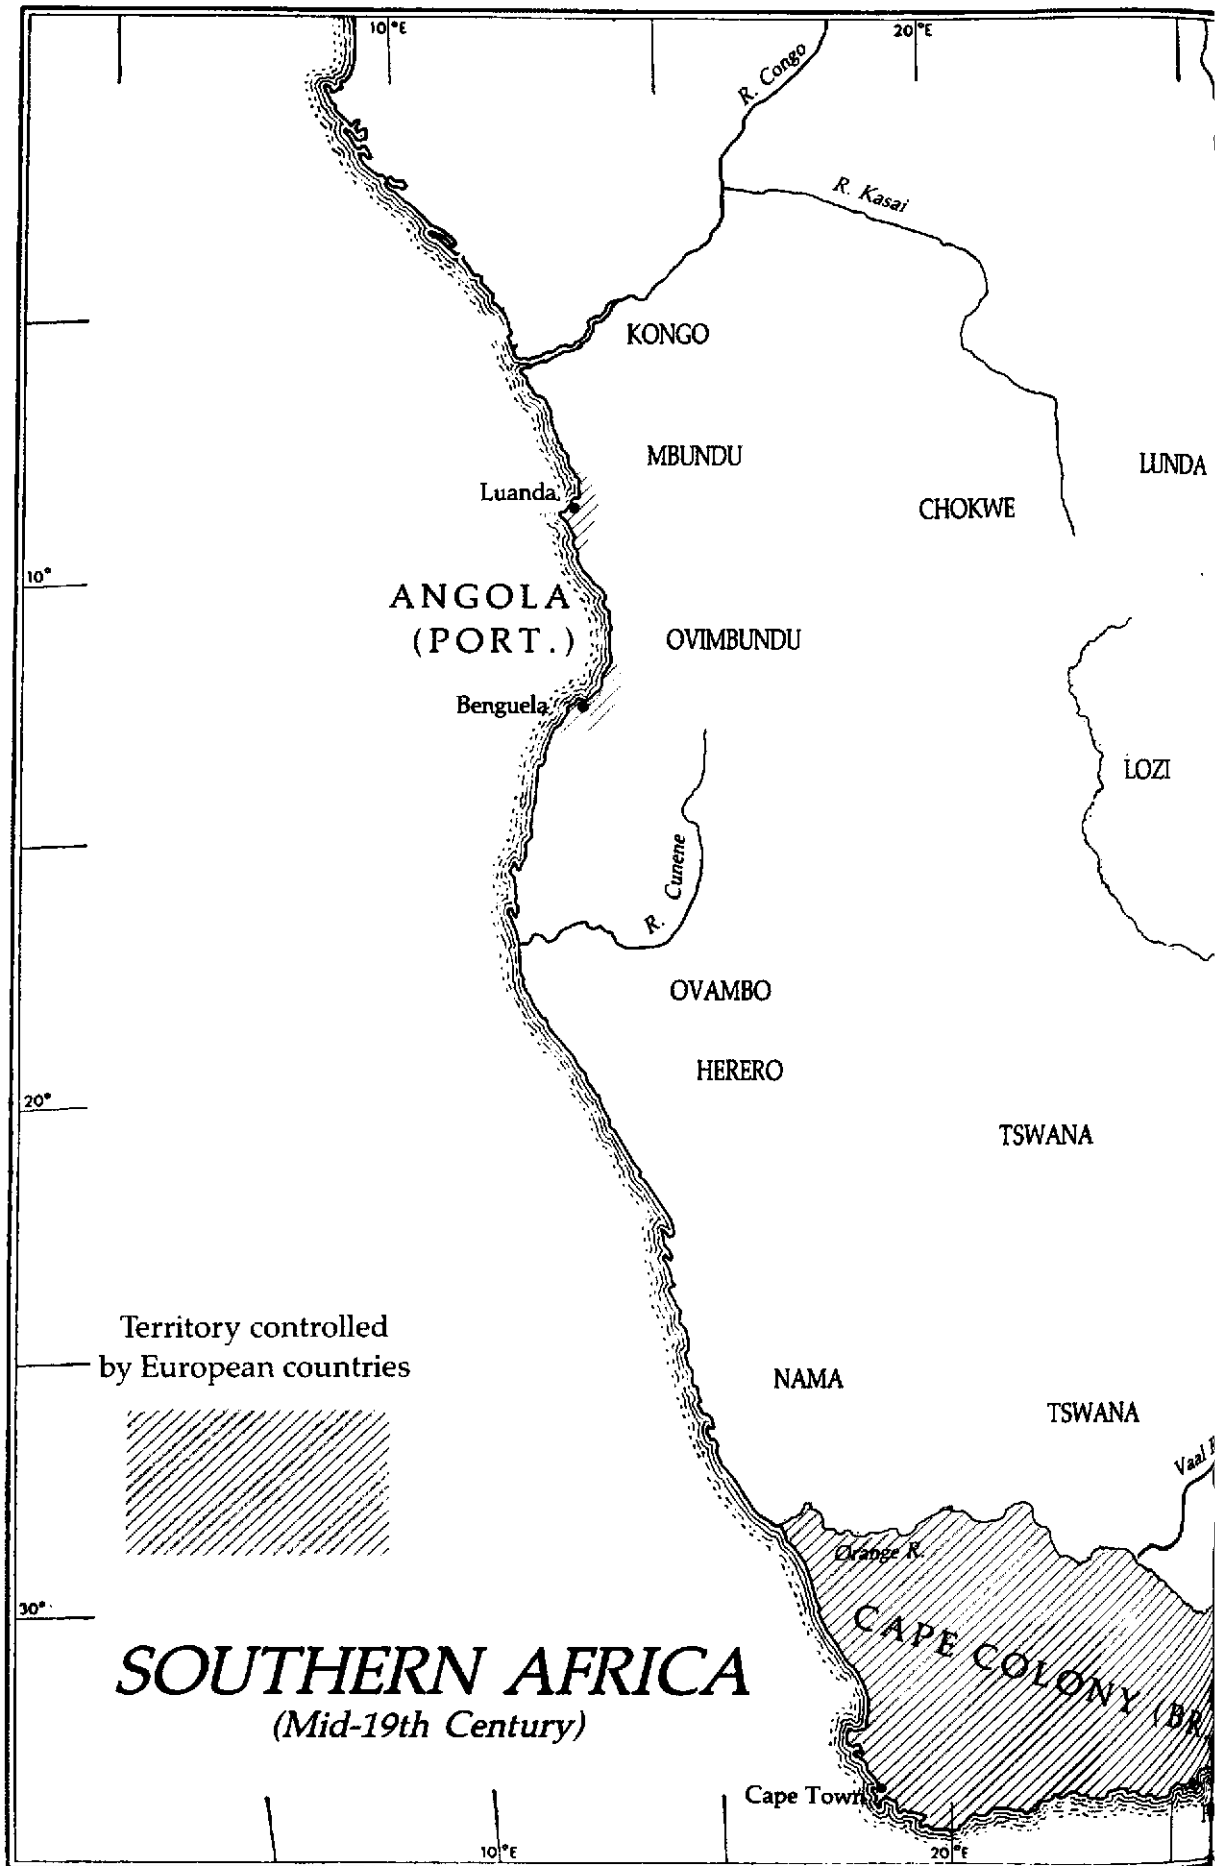 10°E
20°E
R. Congo
R. Kasai
KONGO
MBUNDU
LUNDA
Luanda
CHOKWE
10°
ANGOLA
(PORT.)
OVIMBUNDU
Benguela
LOZI
R. Cunene
OVAMBO
HERERO
20°
TSWANA
Territory controlled
by European countries
NAMA
TSWANA
Vaal
Orange R.
30°
CAPE COLONY (BR.
SOUTHERN AFRICA
(Mid-19th Century)
Cape Town
10°E
20°E